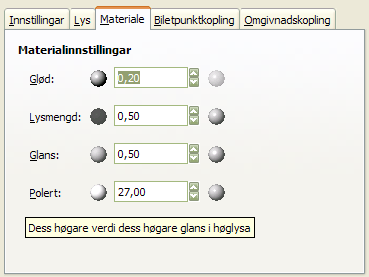 Innstillingar Lys Materiale Biletpunktkopling Omgivnadskopling
Materialinnstillingar
Glød: 0,20
Lysmengd: 0,50
Glans: 0,50
Polert: 27,00
Dess høgare verdi dess høgare glans i høglysa